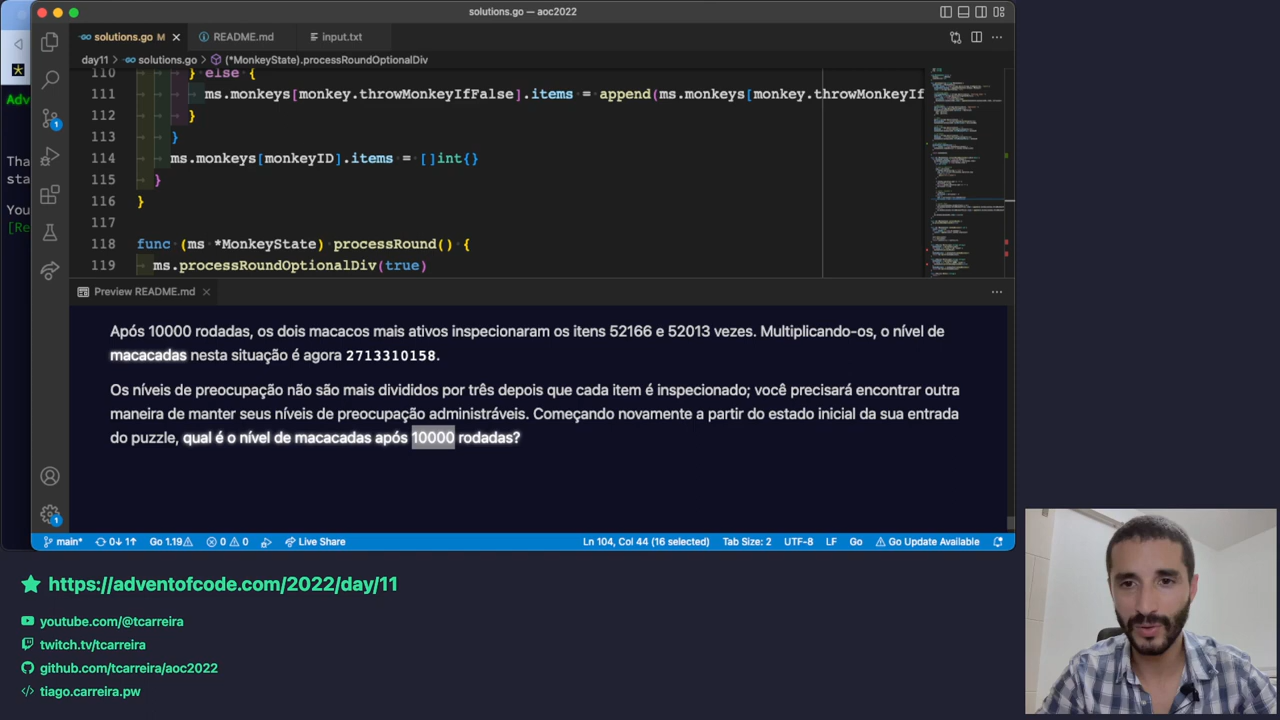 solutions.go — aoc2022
solutions.go M
README.md
input.txt
day11 > solutions.go > (*MonkeyState).processRoundOptionalDiv
110 } else {
111 ms.monkeys[monkey.throwMonkeyIfFalse].items = append(ms.monkeys[monkey.throwMonkeyIf
112 }
113 }
114 ms.monkeys[monkeyID].items = []int{}
115 }
116 }
117
118 func (ms *MonkeyState) processRound() {
119 ms.processRoundOptionalDiv(true)
Adv
Tha
sta
You
[Re
1
Preview README.md
Após 10000 rodadas, os dois macacos mais ativos inspecionaram os itens 52166 e 52013 vezes. Multiplicando-os, o nível de
macacadas nesta situação é agora 2713310158.
Os níveis de preocupação não são mais divididos por três depois que cada item é inspecionado; você precisará encontrar outra
maneira de manter seus níveis de preocupação administráveis. Começando novamente a partir do estado inicial da sua entrada
do puzzle, qual é o nível de macacadas após 10000 rodadas?
1
main* 0↓ 1↑ Go 1.19 0 0 Live Share Ln 104, Col 44 (16 selected) Tab Size: 2 UTF-8 LF Go Go Update Available
https://adventofcode.com/2022/day/11
youtube.com/@tcarreira
twitch.tv/tcarreira
github.com/tcarreira/aoc2022
tiago.carreira.pw